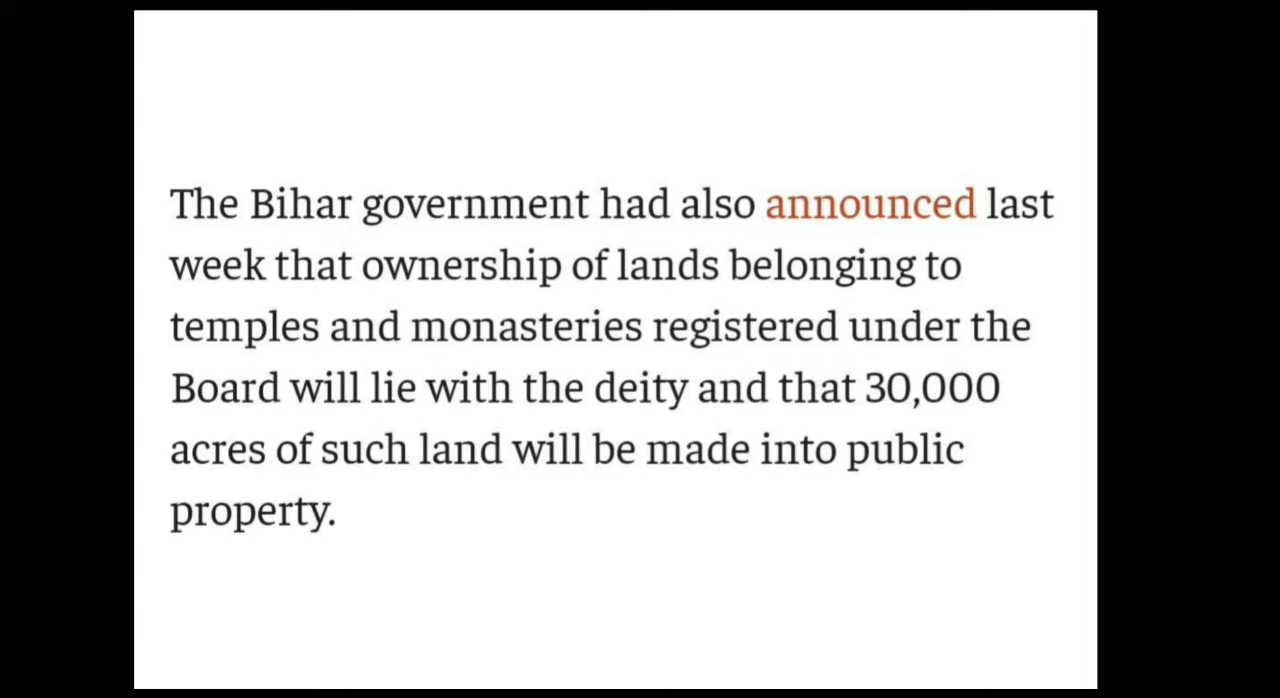 The Bihar government had also announced last
week that ownership of lands belonging to
temples and monasteries registered under the
Board will lie with the deity and that 30,000
acres of such land will be made into public
property.